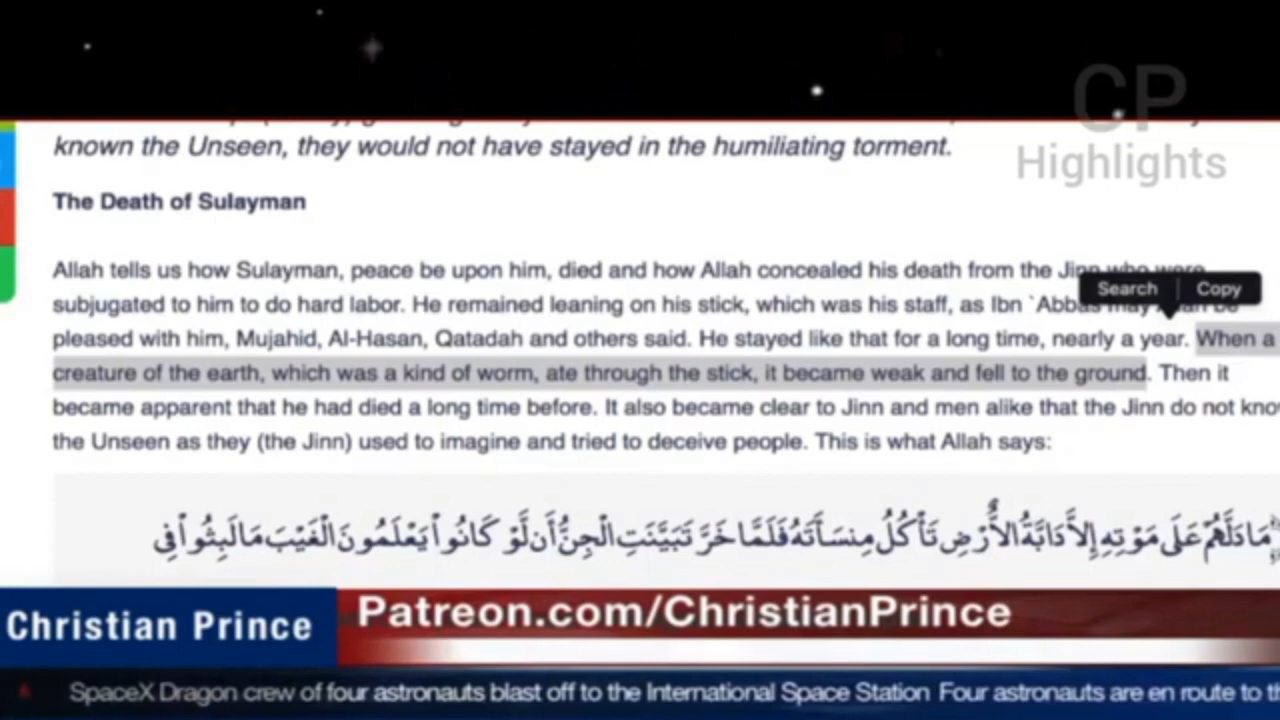 CP
Highlights
known the Unseen, they would not have stayed in the humiliating torment.
The Death of Sulayman
Allah tells us how Sulayman, peace be upon him, died and how Allah concealed his death from the Jinn who were
Search Copy
subjugated to him to do hard labor. He remained leaning on his stick, which was his staff, as Ibn `Abbas may be
pleased with him, Mujahid, Al-Hasan, Qatadah and others said. He stayed like that for a long time, nearly a year. When a
creature of the earth, which was a kind of worm, ate through the stick, it became weak and fell to the ground. Then it
became apparent that he had died a long time before. It also became clear to Jinn and men alike that the Jinn do not kno
the Unseen as they (the Jinn) used to imagine and tried to deceive people. This is what Allah says:
مَا دَلَّهُمْ عَلَى مَوْتِهِ إِلاَّ دَابَّةُ الاٌّرْضِ تَأْكُلُ مِنسَأَتَهُ فَلَمَّا خَرَّ تَبَيَّنَتِ الْجِنُّ أَن لَّوْ كَانُواْ يَعْلَمُونَ الْغَيْبَ مَا لَبِثُواْ فِى
Christian Prince
Patreon.com/ChristianPrince
SpaceX Dragon crew of four astronauts blast off to the International Space Station Four astronauts are en route to th